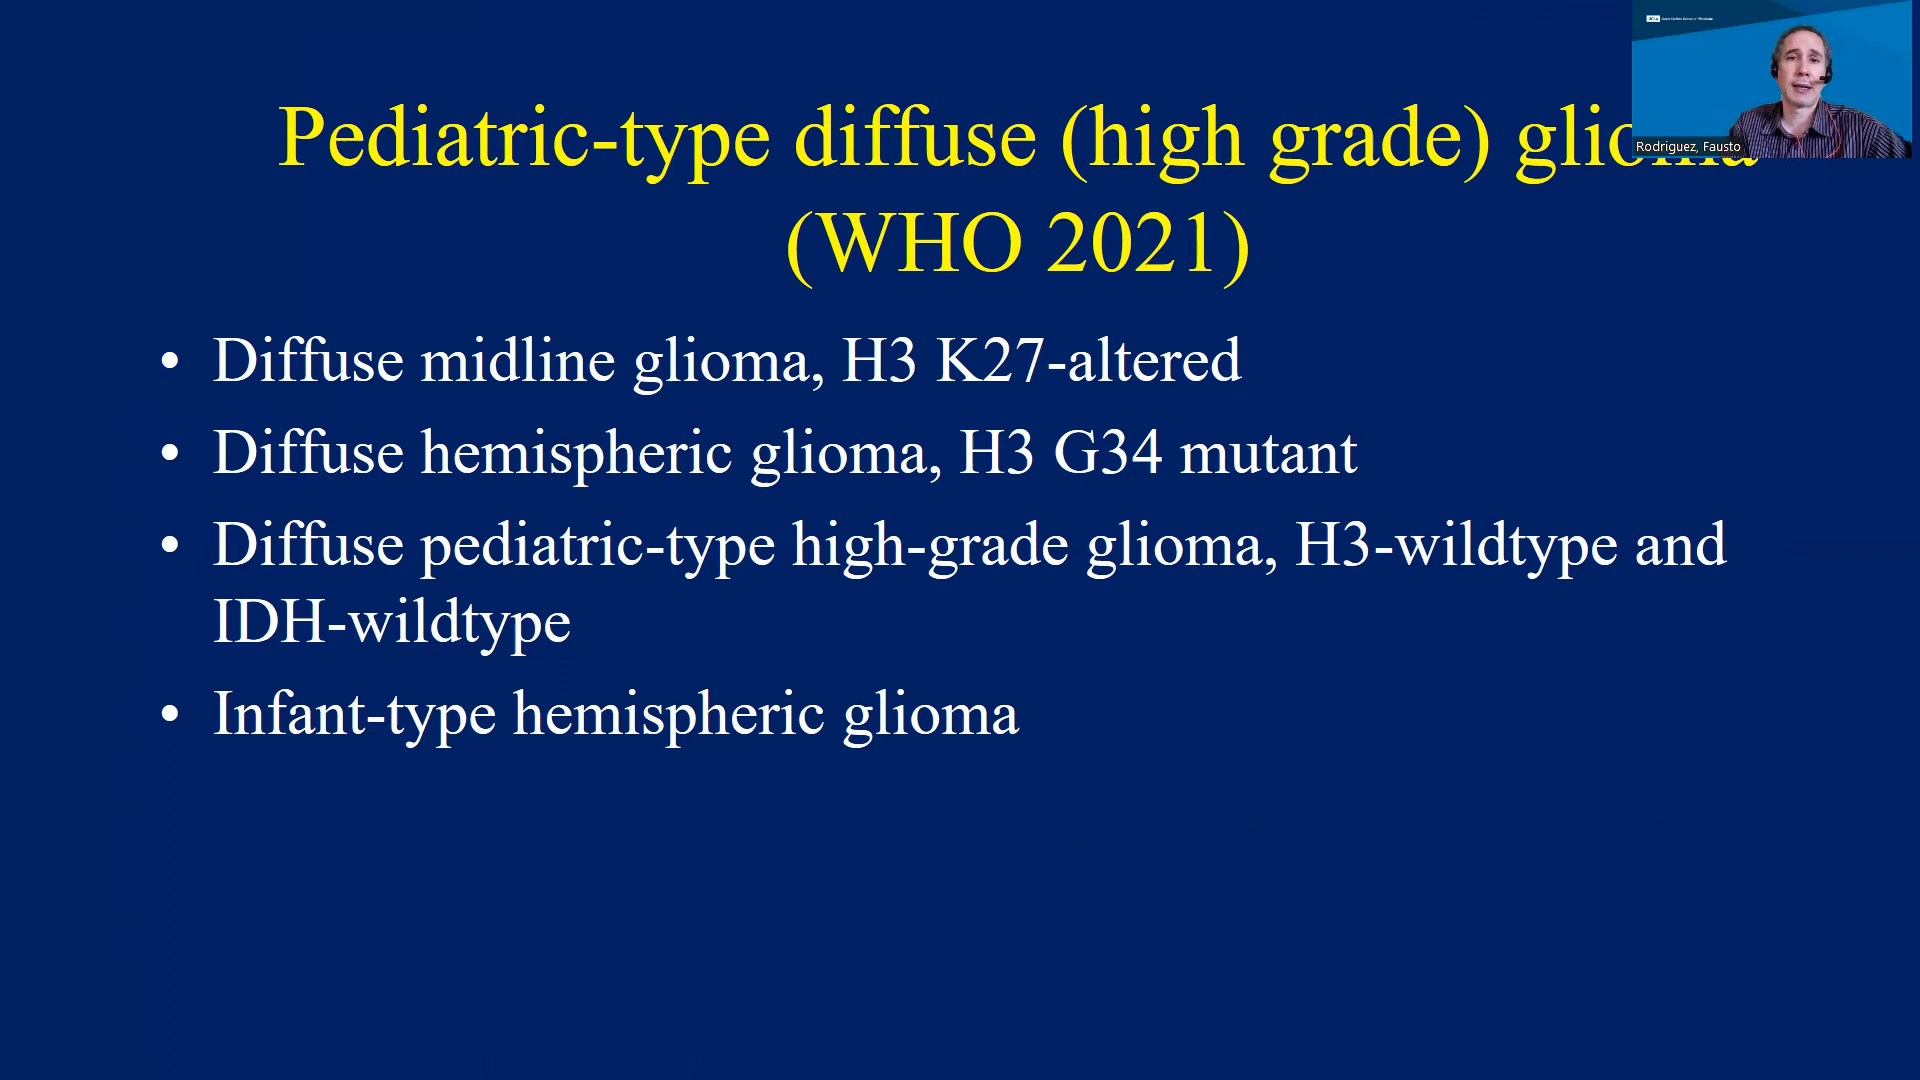 Pediatric-type diffuse (high grade) glioma
(WHO 2021)
• Diffuse midline glioma, H3 K27-altered
• Diffuse hemispheric glioma, H3 G34 mutant
• Diffuse pediatric-type high-grade glioma, H3-wildtype and
IDH-wildtype
• Infant-type hemispheric glioma
Rodriguez, Fausto